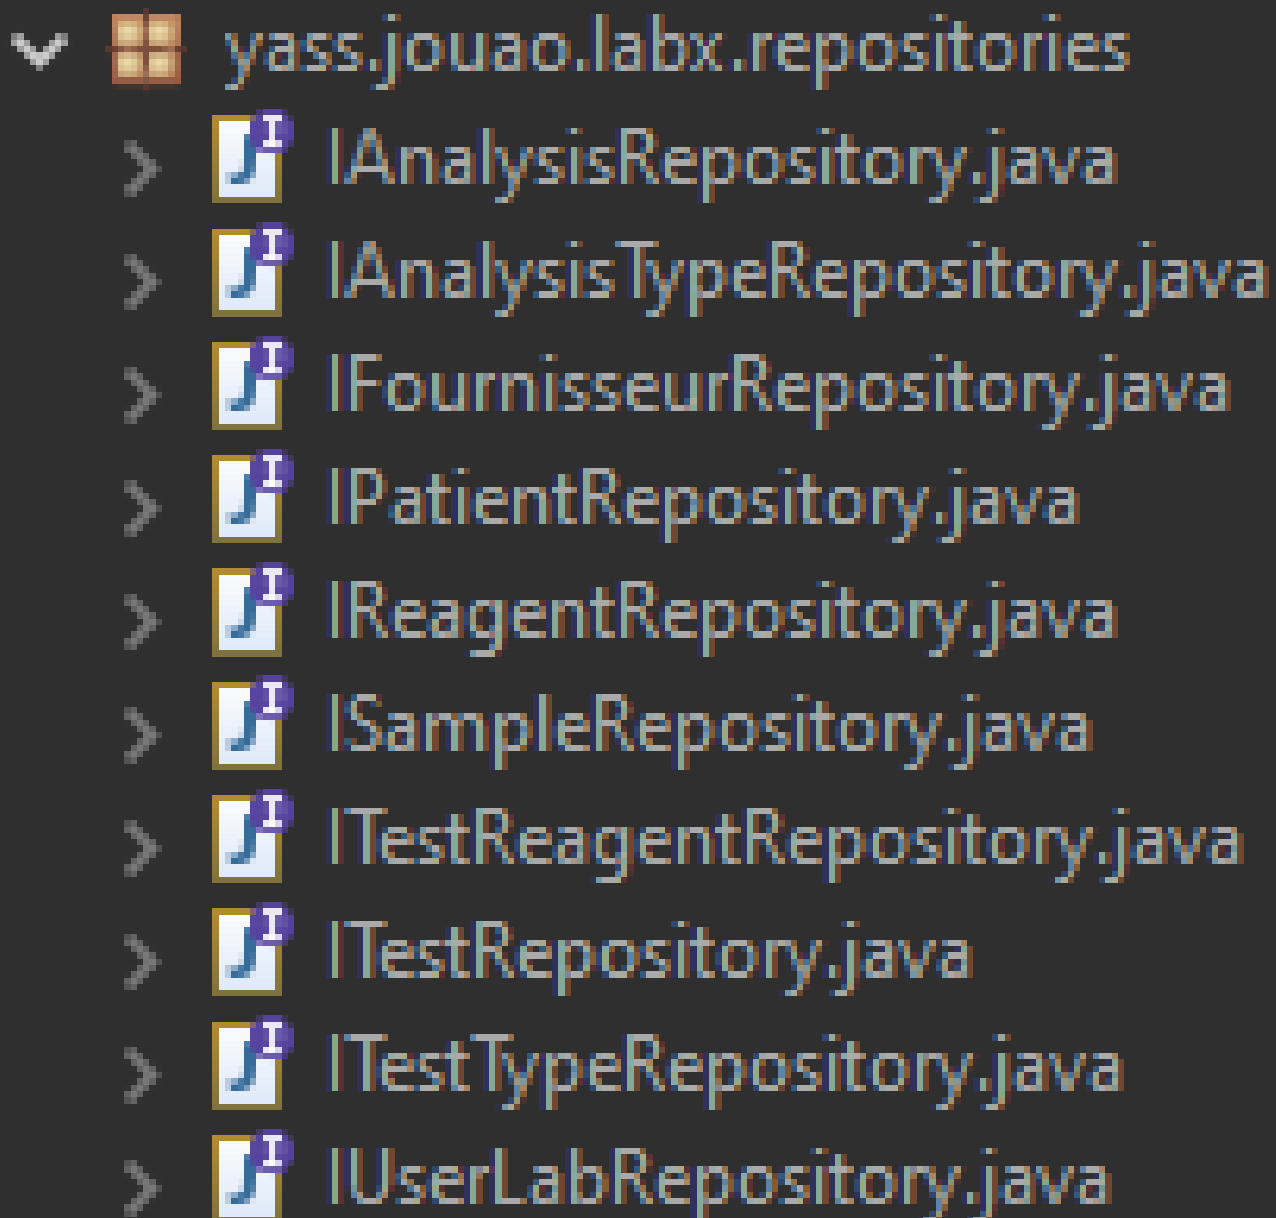 yass.jouao.labx.repositories
IAnalysisRepository.java
IAnalysisTypeRepository.java
IFournisseurRepository.java
IPatientRepository.java
IReagentRepository.java
ISampleRepository.java
ITestReagentRepository.java
ITestRepository.java
ITestTypeRepository.java
IUserLabRepository.java